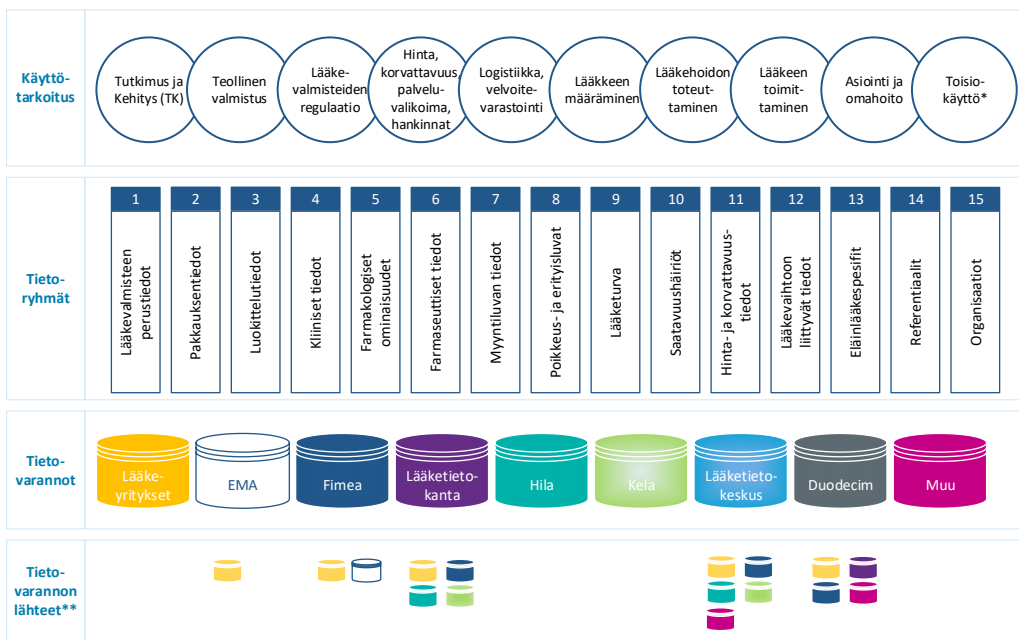 Käyttö-
tarkoitus
Tutkimus ja
Kehitys (TK)
Teollinen
valmistus
Lääke-
valmisteiden
regulaatio
Hinta,
korvattavuus,
palvelu-
valikoima,
hankinnat
Logistiikka,
velvoite-
varastointi
Lääkkeen
määräminen
Lääkehoidon
toteut-
taminen
Lääkeen
toimit-
taminen
Asiointi ja
omahoito
Toisio-
käyttö*
Tieto-
ryhmät
1
Lääkevalmisteen
perustiedot
2
Pakkauksentiedot
3
Luokittelutiedot
4
Kliiniset tiedot
5
Farmakologiset
ominaisuudet
6
Farmaseuttiset tiedot
7
Myyntiluvan tiedot
8
Poikkeus- ja erityisluvat
9
Lääketurva
10
Saatavuushäiriöt
11
Hinta- ja korvattavuus-
tiedot
12
Lääkevaihtoon
liittyvät tiedot
13
Eläinlääkespesifit
14
Referentiaalit
15
Organisaatiot
Tieto-
varannot
Lääke-
yritykset
EMA
Fimea
Lääketieto-
kanta
Hila
Kela
Lääketieto-
keskus
Duodecim
Muu
Tieto-
varannon
lähteet**